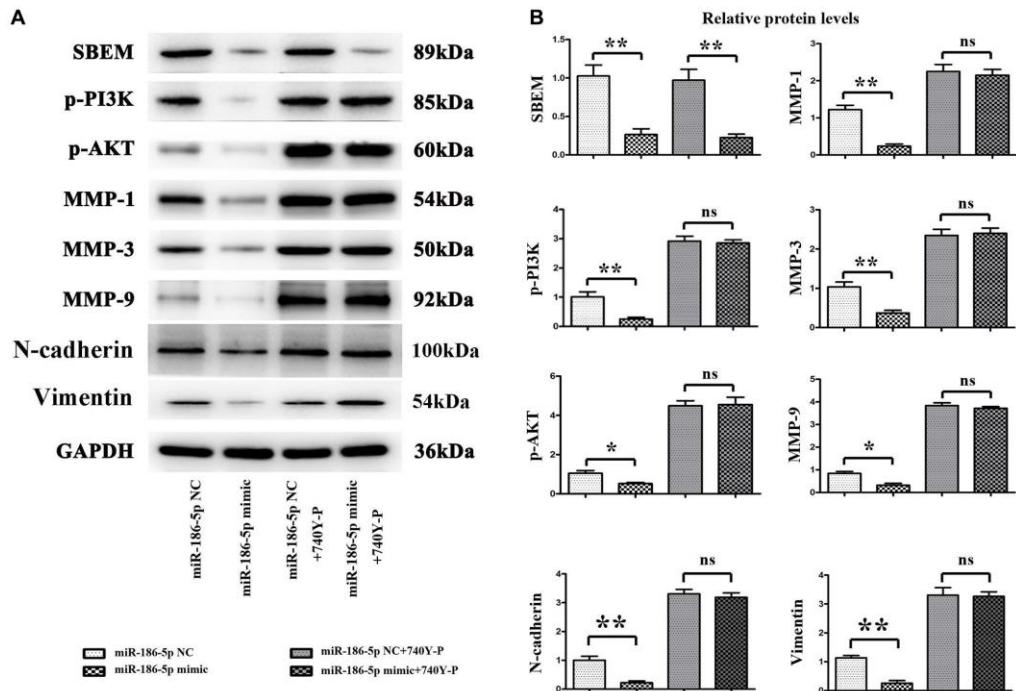 A
SBEM 89kDa
p-PI3K 85kDa
p-AKT 60kDa
MMP-1 54kDa
MMP-3 50kDa
MMP-9 92kDa
N-cadherin 100kDa
Vimentin 54kDa
GAPDH 36kDa
miR-186-5p NC
miR-186-5p mimic
miR-186-5p NC
+740Y-P
miR-186-5p mimic
+740Y-P
miR-186-5p NC
miR-186-5p mimic
miR-186-5p NC+740Y-P
miR-186-5p mimic+740Y-P
B
Relative protein levels
SBEM
1.5
1.0
0.5
0.0
**
**
MMP-1
3
2
1
0
**
ns
p-PI3K
4
2
0
**
ns
MMP-3
3
2
1
0
**
ns
p-AKT
6
4
2
0
*
ns
MMP-9
6
4
2
0
*
ns
N-cadherin
4
3
2
1
0
**
ns
Vimentin
4
3
2
1
0
**
ns